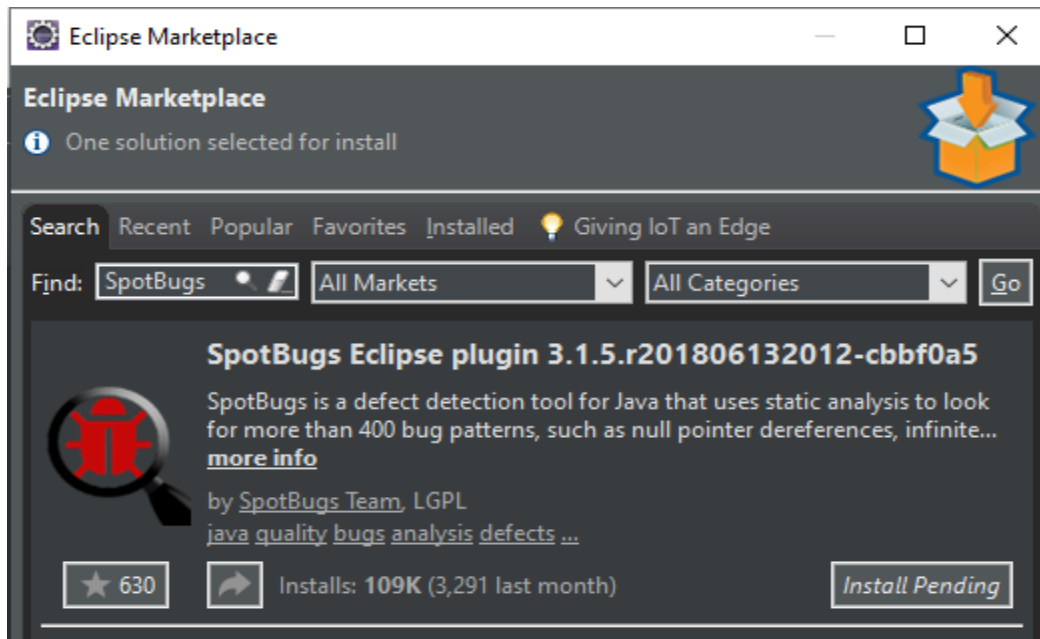 Eclipse Marketplace
Eclipse Marketplace
One solution selected for install
Search Recent Popular Favorites Installed Giving IoT an Edge
Find: SpotBugs All Markets All Categories Go
SpotBugs Eclipse plugin 3.1.5.r201806132012-cbbf0a5
SpotBugs is a defect detection tool for Java that uses static analysis to look
for more than 400 bug patterns, such as null pointer dereferences, infinite...
more info
by SpotBugs Team, LGPL
java quality bugs analysis defects ...
630 Installs: 109K (3,291 last month) Install Pending